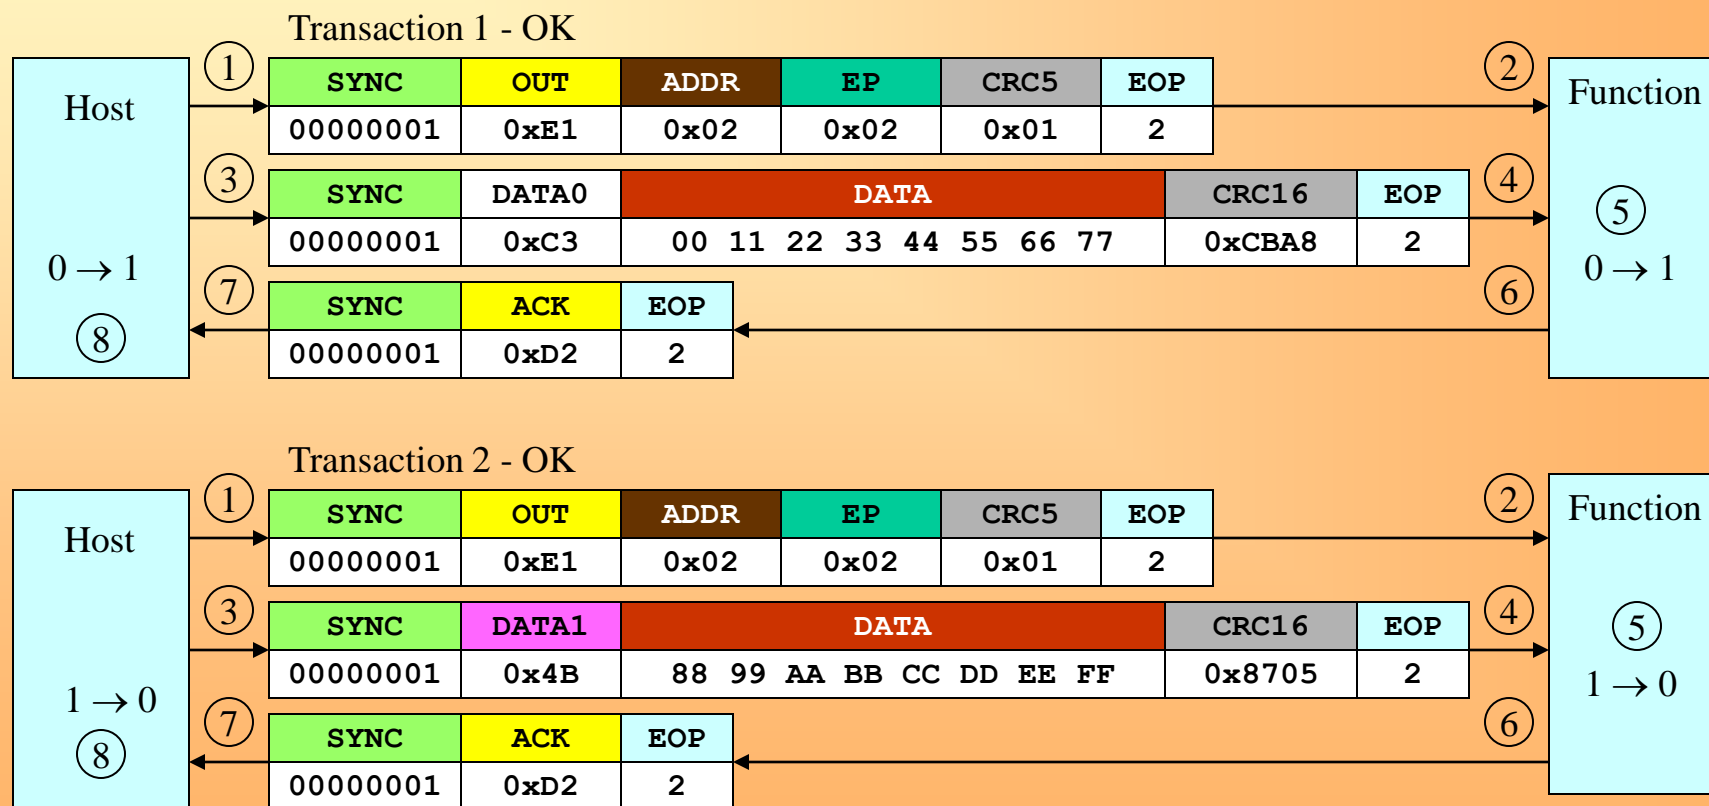 Transaction 1 - OK
① SYNC OUT ADDR EP CRC5 EOP ②
Host Function
00000001 0xE1 0x02 0x02 0x01 2
③ SYNC DATA0 DATA CRC16 EOP ④
⑤
00000001 0xC3 00 11 22 33 44 55 66 77 0xCBA8 2
0 → 1 0 → 1
⑦ SYNC ACK EOP ⑥
⑧
00000001 0xD2 2
Transaction 2 - OK
① SYNC OUT ADDR EP CRC5 EOP ②
Host Function
00000001 0xE1 0x02 0x02 0x01 2
③ SYNC DATA1 DATA CRC16 EOP ④
⑤
00000001 0x4B 88 99 AA BB CC DD EE FF 0x8705 2
1 → 0 1 → 0
⑦ SYNC ACK EOP ⑥
⑧
00000001 0xD2 2